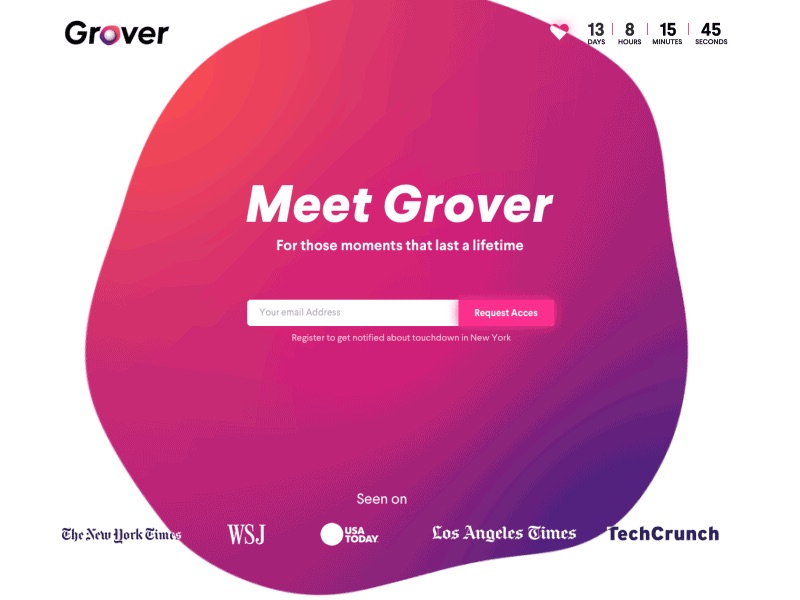 Grover
13 8 15 45
DAYS HOURS MINUTES SECONDS
Meet Grover
For those moments that last a lifetime
Your email Address
Request Acces
Register to get notified about touchdown in New York
Seen on
The New York Times
WSJ
USA
TODAY
Los Angeles Times
TechCrunch